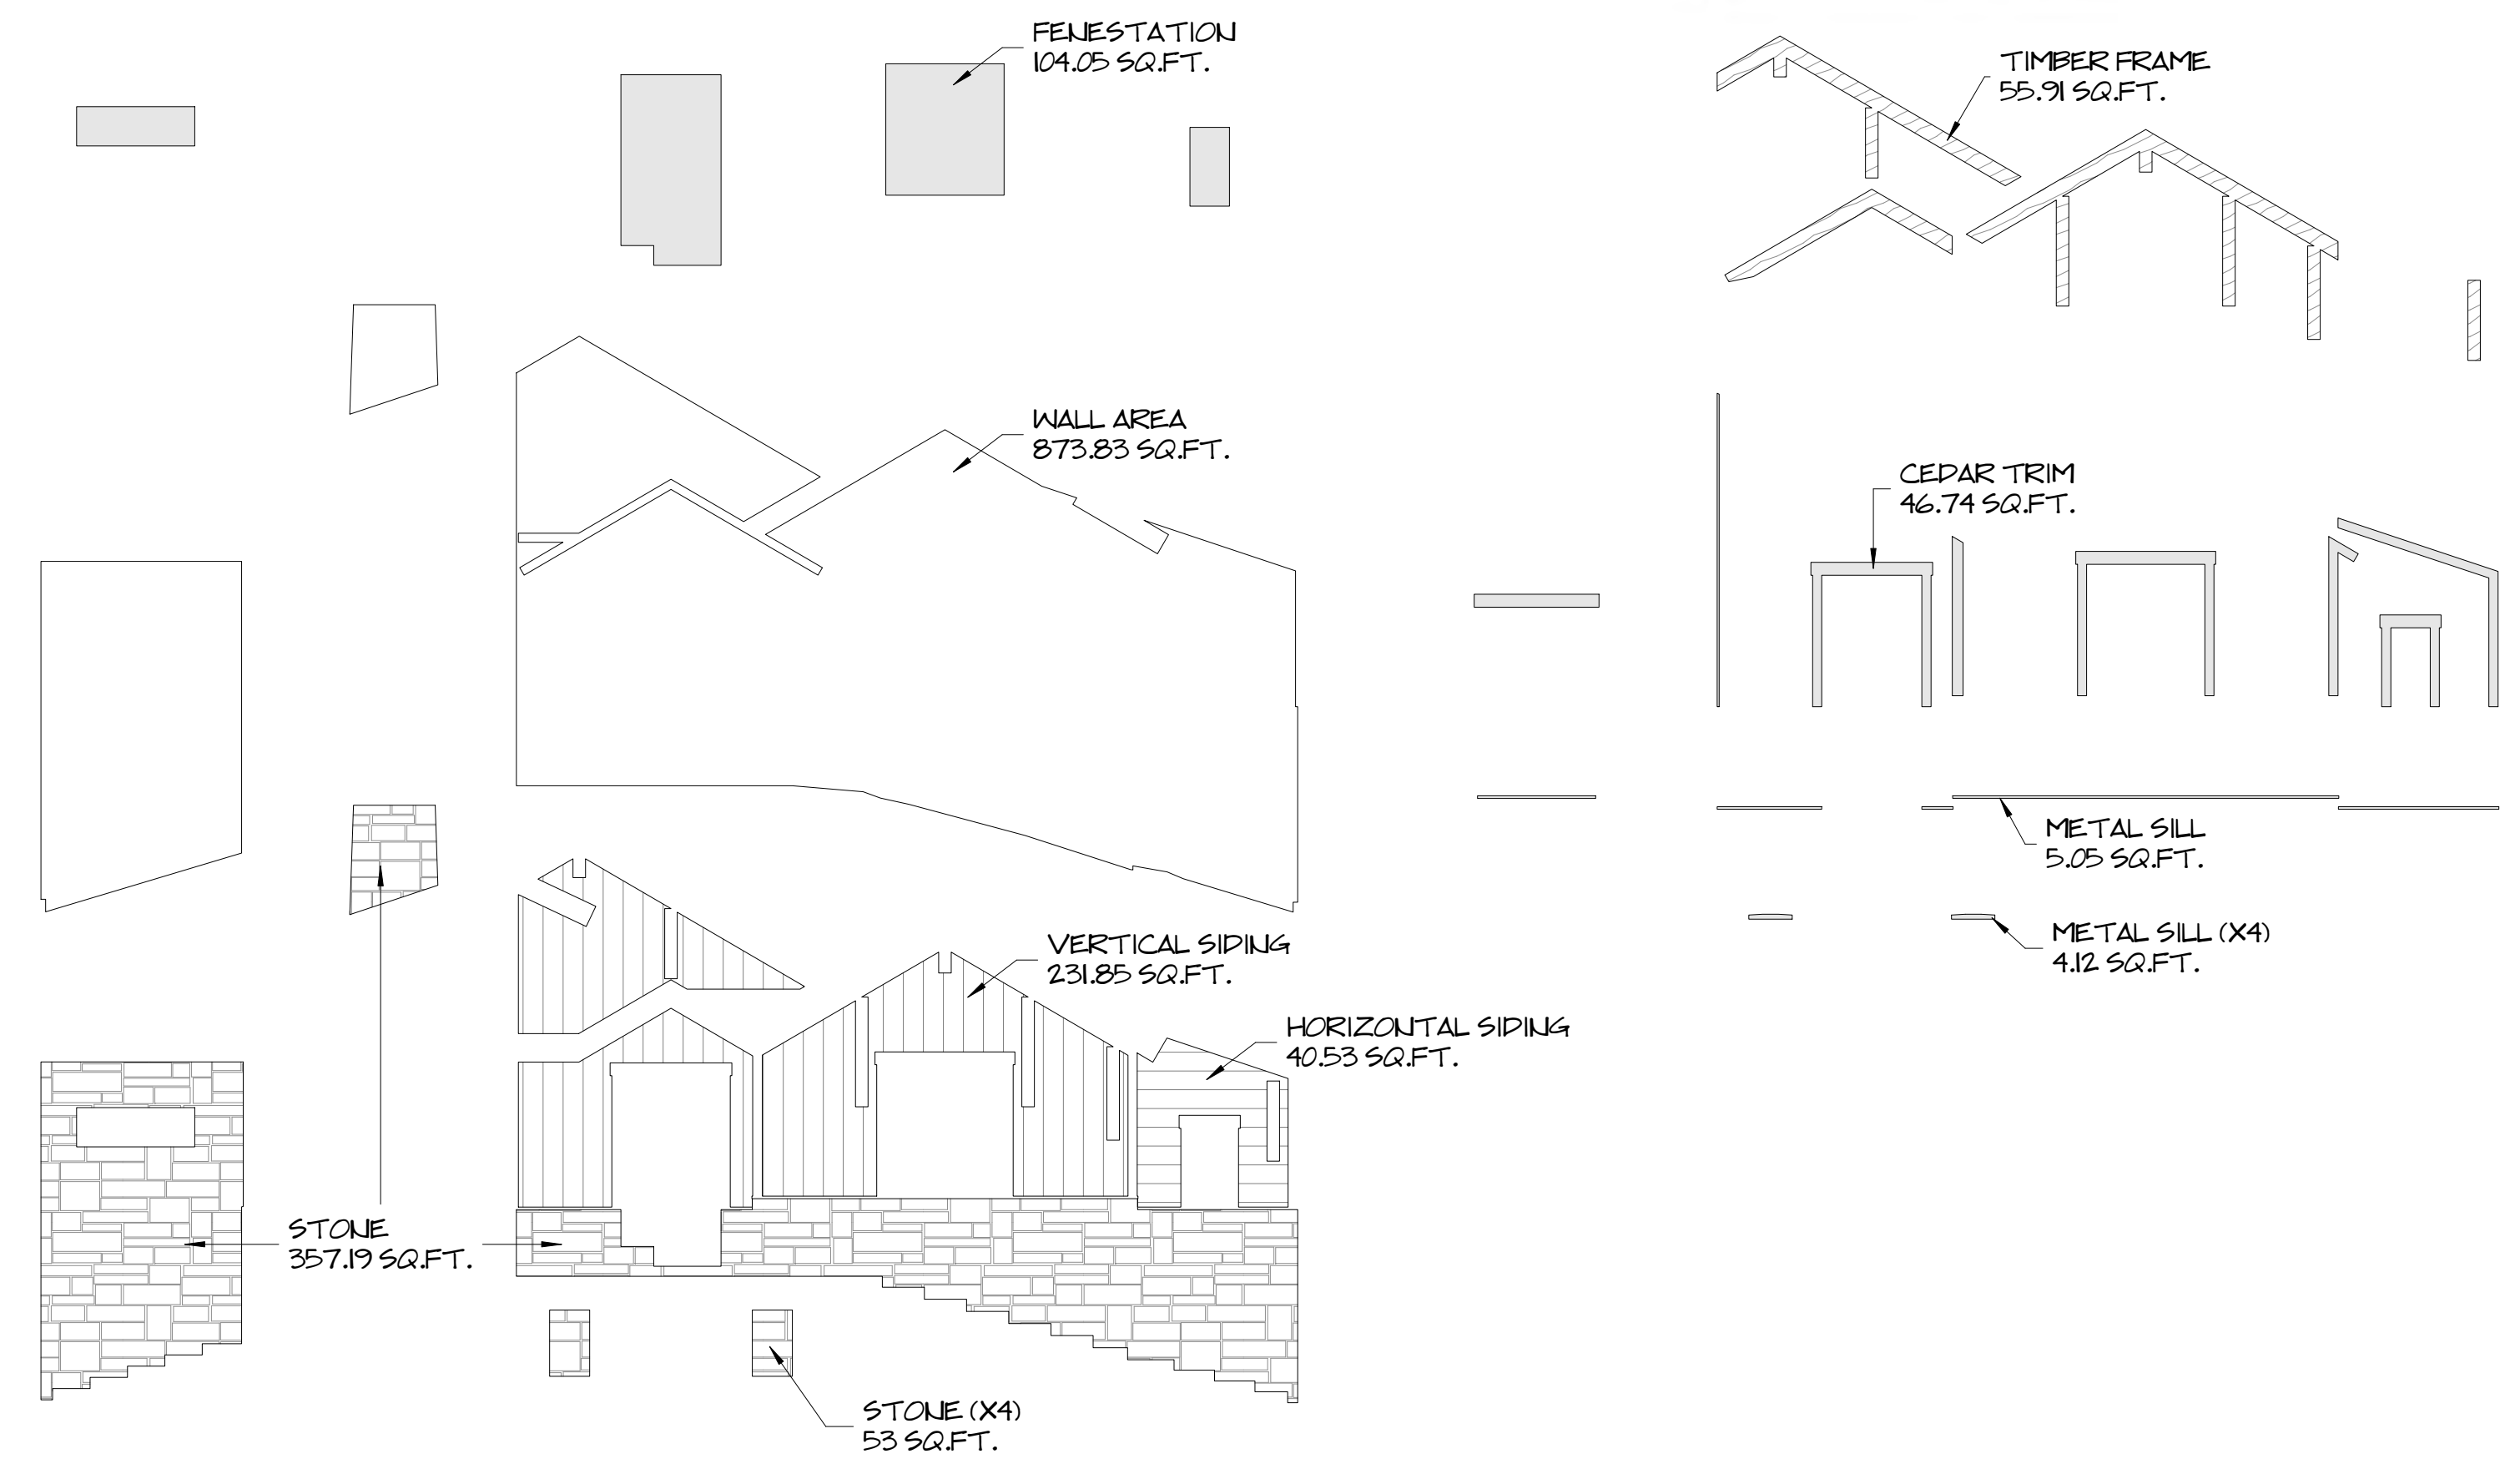 FENESTATION
104.05 SQ.FT.
TIMBER FRAME
55.91 SQ.FT.
WALL AREA
873.83 SQ.FT.
CEDAR TRIM
46.74 SQ.FT.
METAL SILL
5.05 SQ.FT.
VERTICAL SIDING
231.85 SQ.FT.
METAL SILL (X4)
4.12 SQ.FT.
HORIZONTAL SIDING
40.53 SQ.FT.
STONE
357.19 SQ.FT.
STONE (X4)
53 SQ.FT.